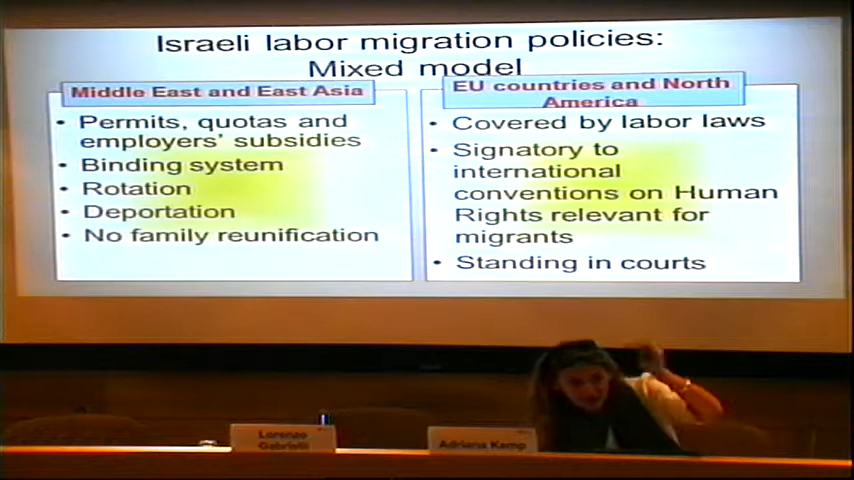 Israeli labor migration policies:
Mixed model
Middle East and East Asia
• Permits, quotas and
employers' subsidies
• Binding system
• Rotation
• Deportation
• No family reunification
EU countries and North
America
• Covered by labor laws
• Signatory to
international
conventions on Human
Rights relevant for
migrants
• Standing in courts
Lorenzo
Gabrielli
Adriana Kemp